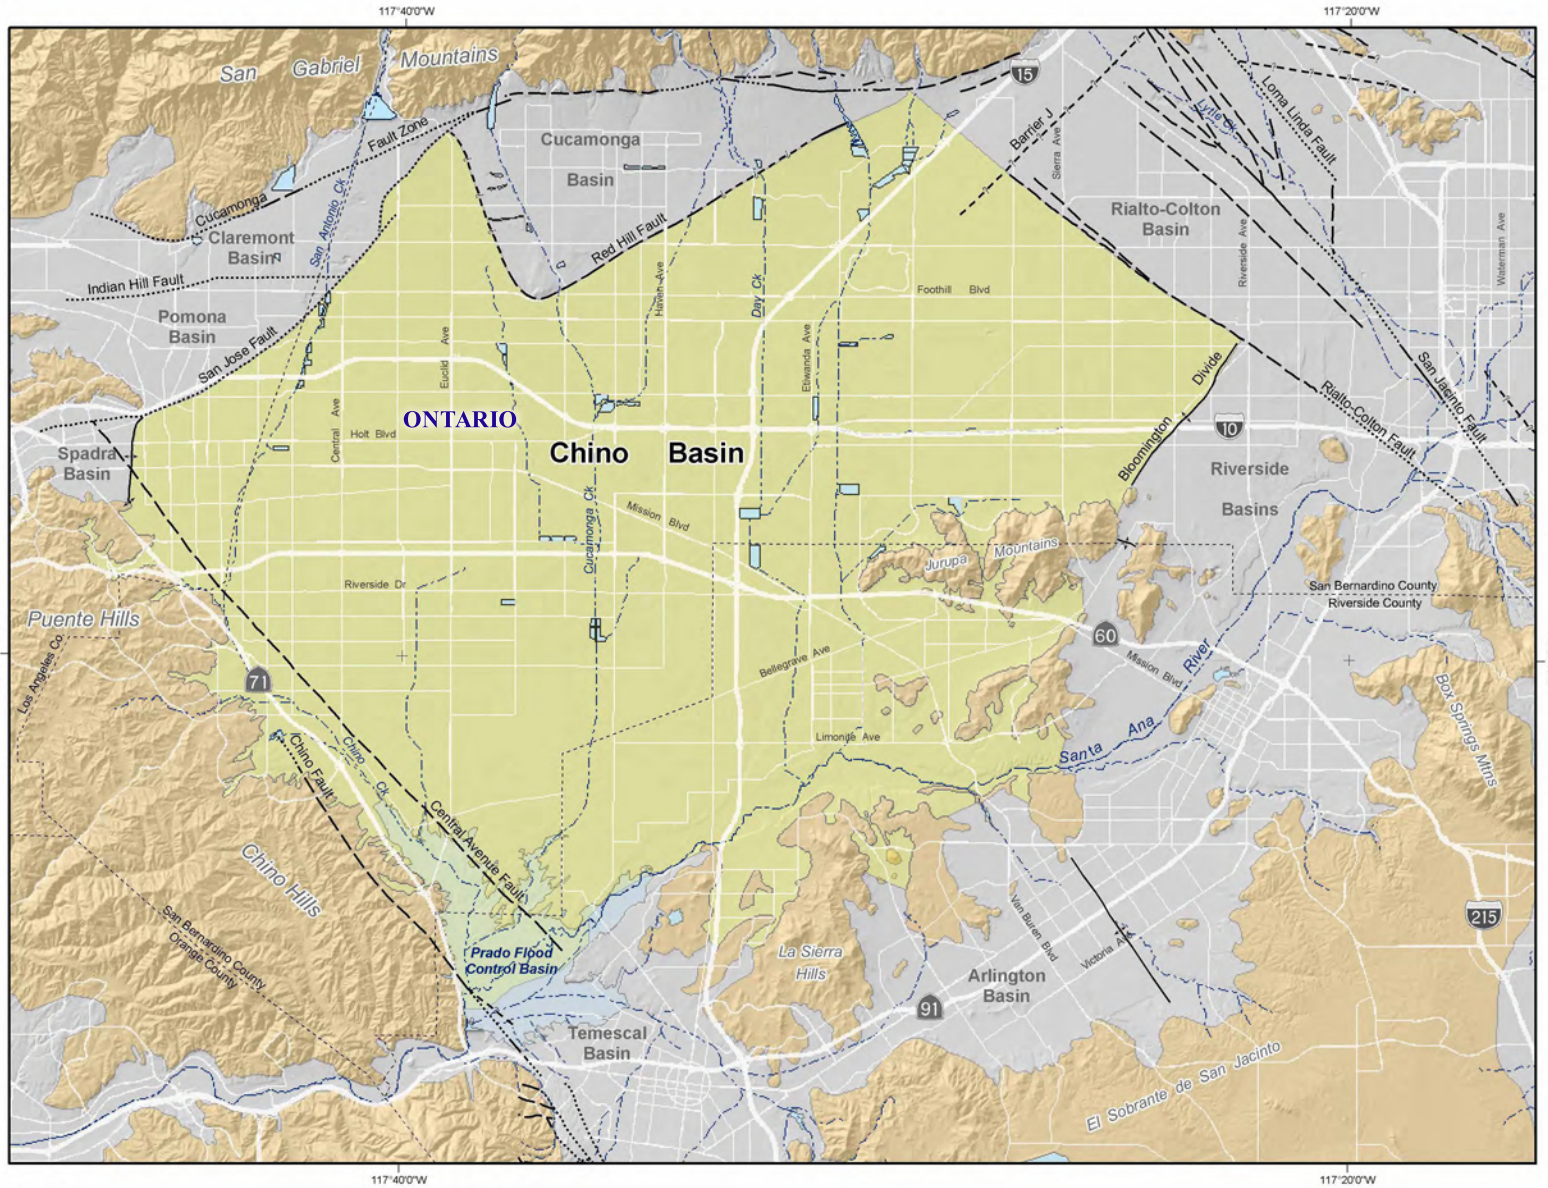 117°40'0"W
117°20'0"W
San Gabriel Mountains
15
Lytle Ck
Loma Linda Fault
Barrier J
Sierra Ave
Fault Zone
Cucamonga
Cucamonga
Basin
San Antonio Ck
Claremont
Basin
Rialto-Colton
Basin
Riverside Ave
Waterman Ave
Red Hill Fault
Haven Ave
Day Ck
Indian Hill Fault
Foothill Blvd
Pomona
Basin
San Jose Fault
Euclid Ave
Etiwanda Ave
Divide
Bloomington
San Jacinto Fault
Rialto-Colton Fault
Central Ave
ONTARIO
Holt Blvd
Chino Basin
10
Spadra
Basin
Riverside
Basins
Mission Blvd
Cucamonga Ck
Jurupa Mountains
Riverside Dr
San Bernardino County
Riverside County
Puente Hills
Los Angeles Co.
60
Mission Blvd
River
71
Bellegrave Ave
Box Springs Mtns
Limonite Ave
Santa Ana
Chino Fault
Chino Ck
Central Avenue Fault
Chino Hills
San Bernardino County
Orange County
Prado Flood
Control Basin
La Sierra
Hills
Van Buren Blvd
Victoria Ave
215
Arlington
Basin
91
Temescal
Basin
El Sobrante de San Jacinto
117°40'0"W
117°20'0"W